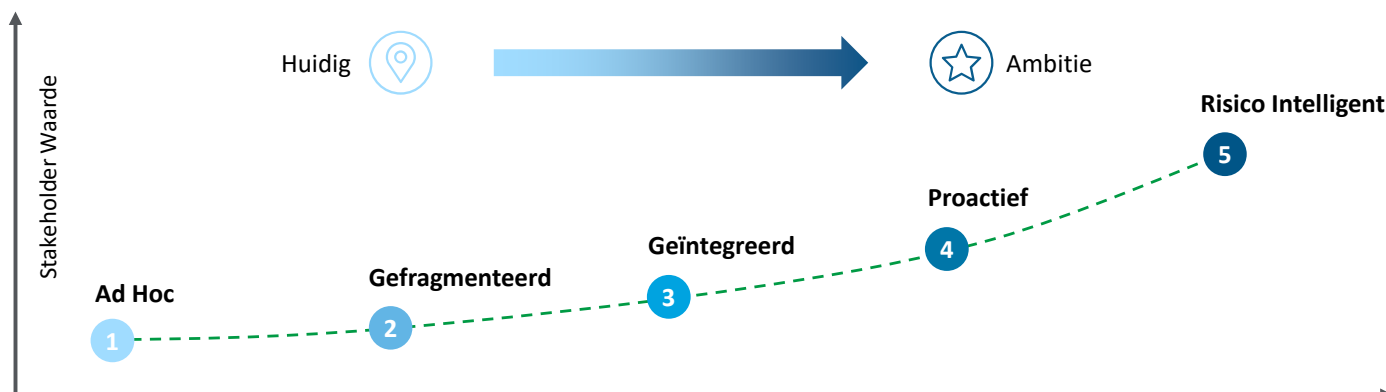 Huidig
Ambitie
Stakeholder Waarde
Risico Intelligent
5
Proactief
4
Geïntegreerd
3
Gefragmenteerd
2
Ad Hoc
1